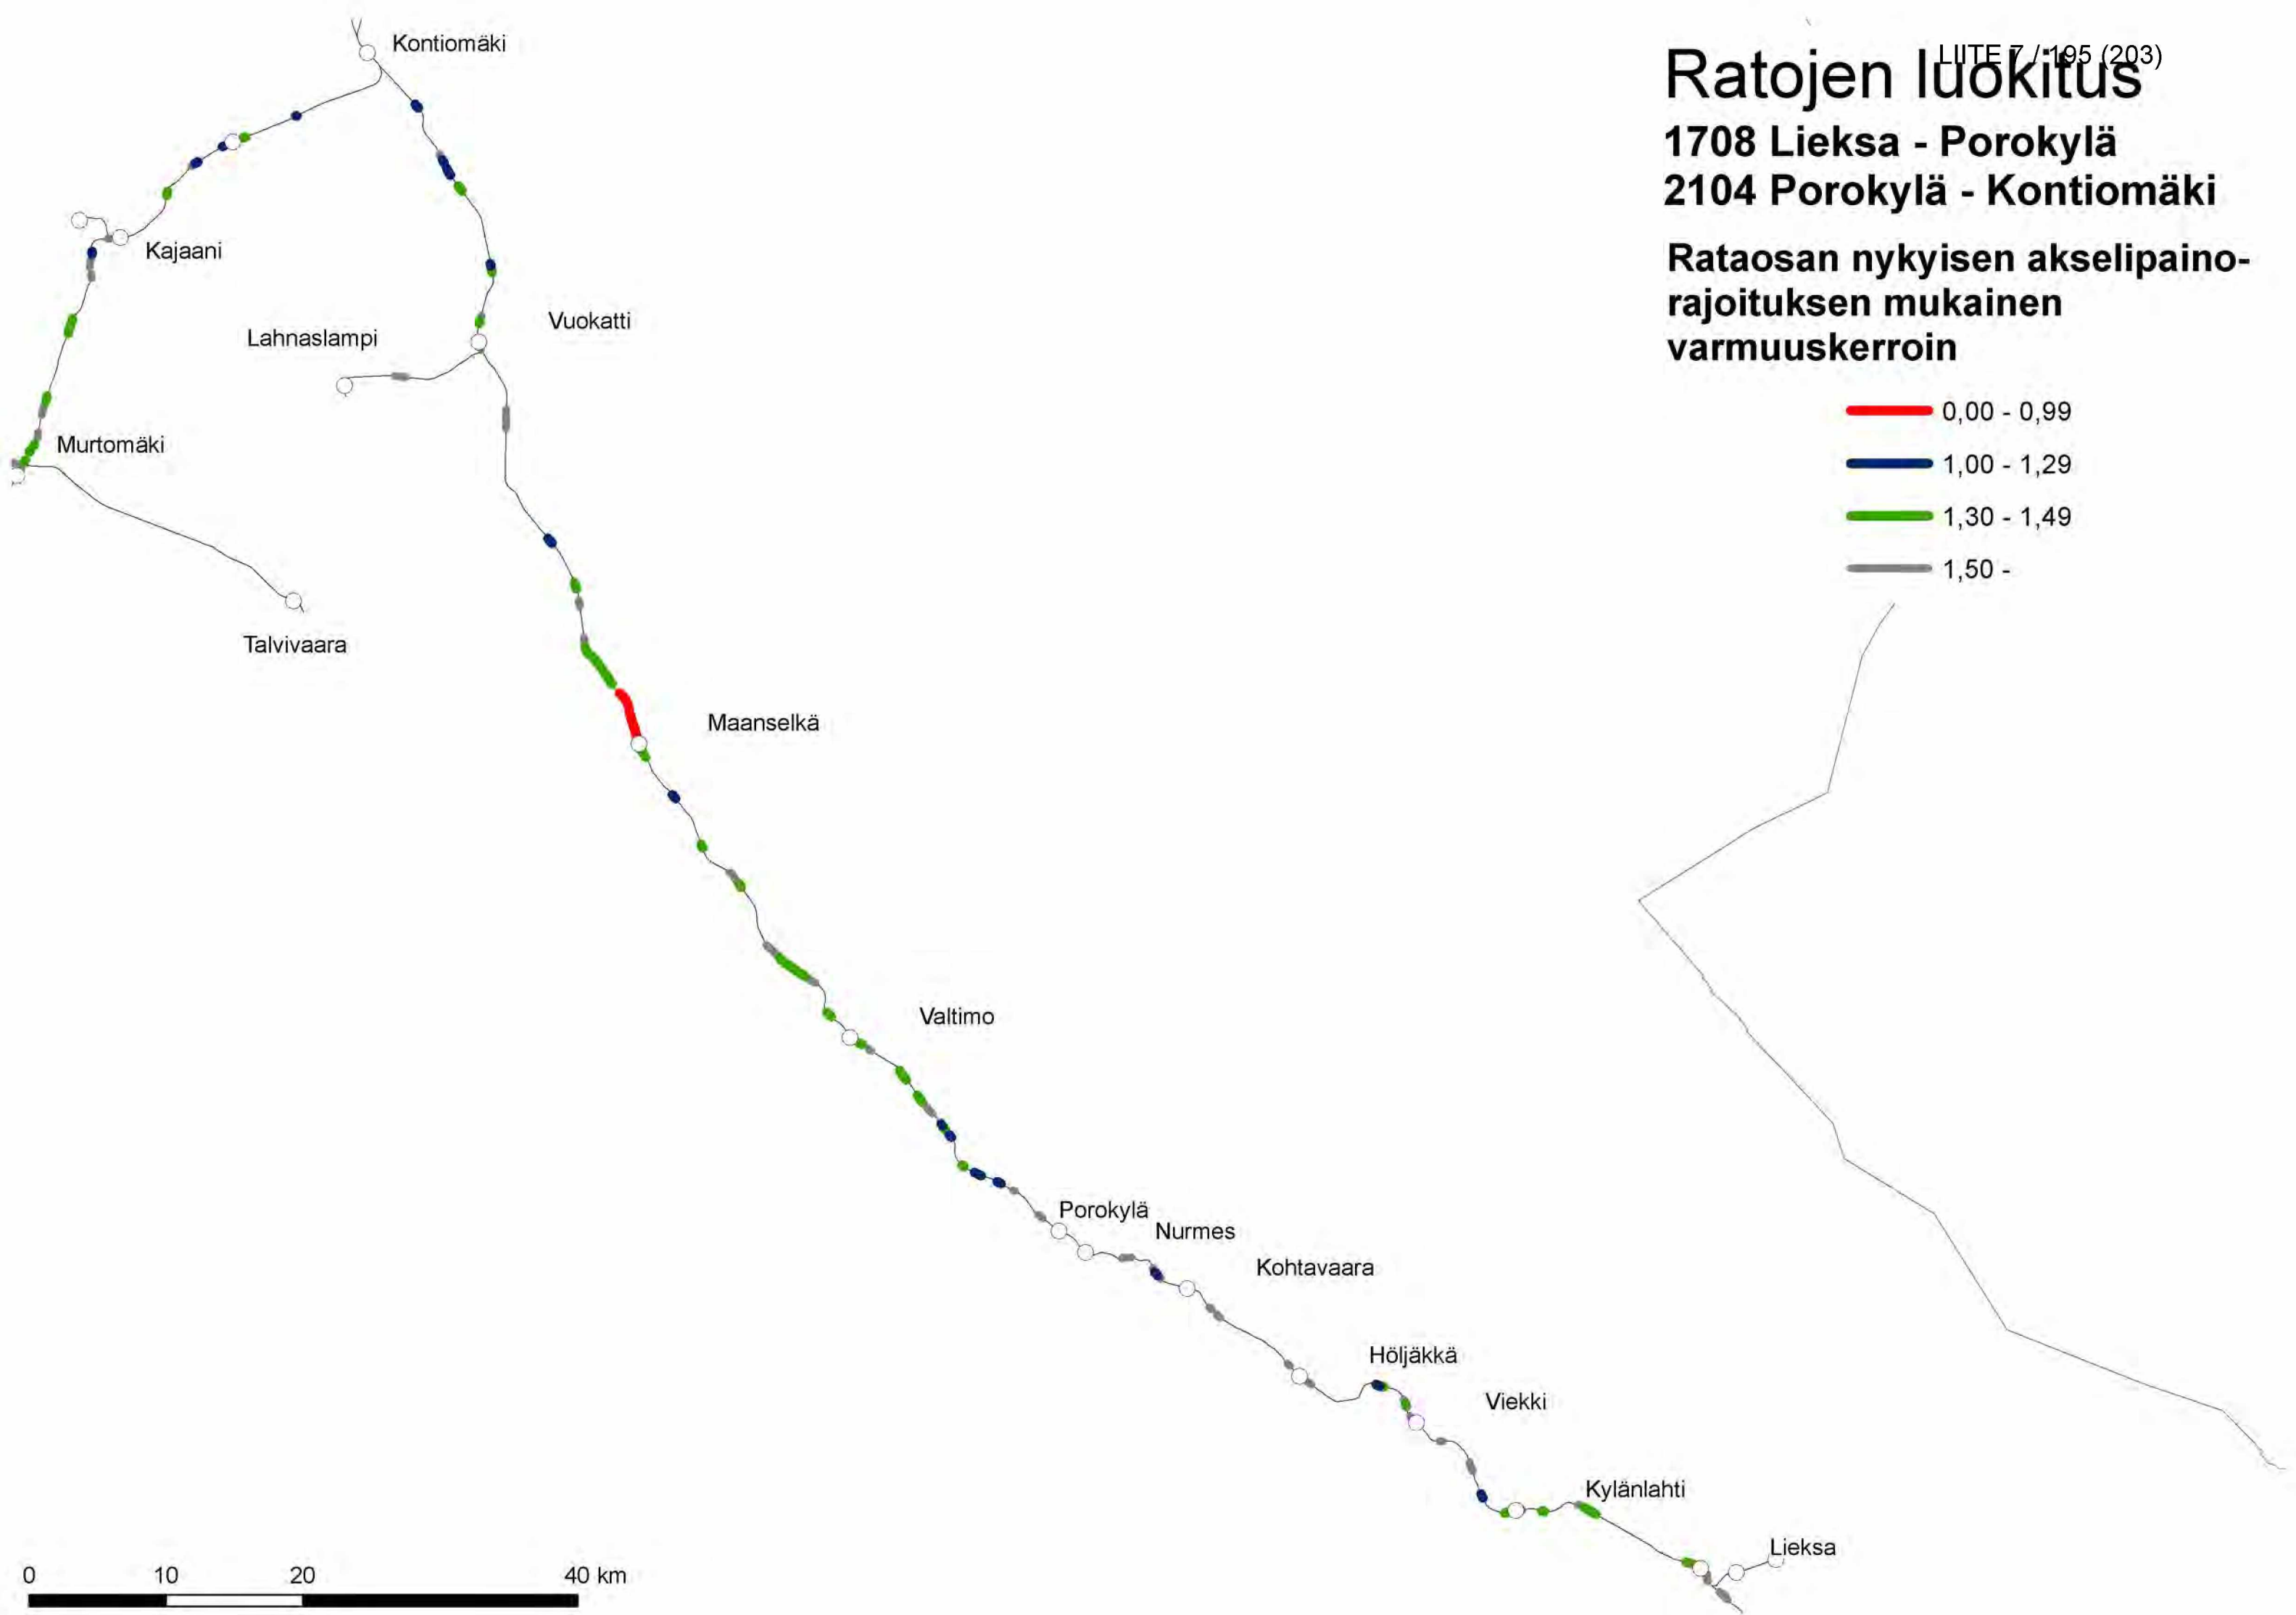 LIITE 7 / 195 (203)
Ratojen luokitus
1708 Lieksa - Porokylä
2104 Porokylä - Kontiomäki
Rataosan nykyisen akselipaino-
rajoituksen mukainen
varmuuskerroin
0,00 - 0,99
1,00 - 1,29
1,30 - 1,49
1,50 -
Kontiomäki
Kajaani
Vuokatti
Lahnaslampi
Murtomäki
Talvivaara
Maanselkä
Valtimo
Porokylä
Nurmes
Kohtavaara
Höljäkkä
Viekki
Kylänlahti
Lieksa
0 10 20 40 km